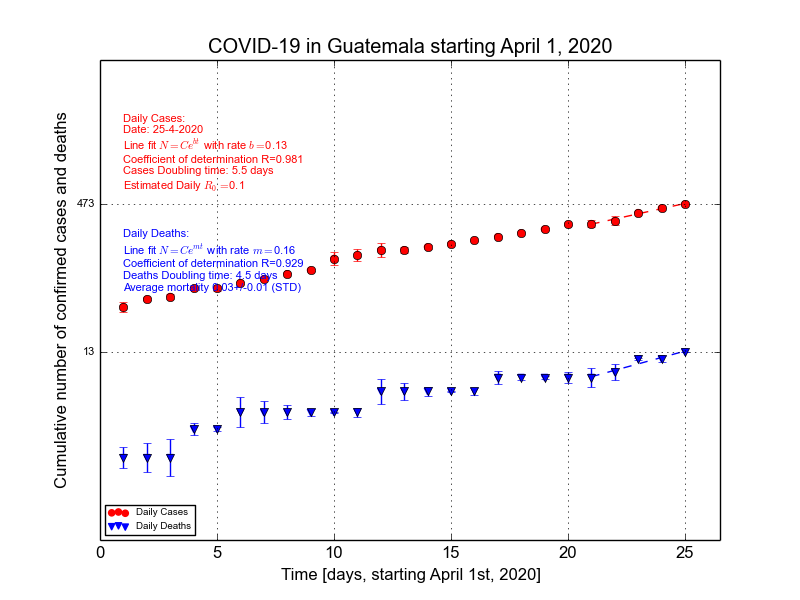 COVID-19 in Guatemala starting April 1, 2020
Daily Cases:
Date: 25-4-2020
Line fit N = Ce^{bt} with rate b = 0.13
Coefficient of determination R=0.981
Cases Doubling time: 5.5 days
Estimated Daily R_0 = 0.1
473
Daily Deaths:
Line fit N = Ce^{mt} with rate m = 0.16
Coefficient of determination R=0.929
Deaths Doubling time: 4.5 days
Average mortality 0.03+/-0.01 (STD)
13
Cumulative number of confirmed cases and deaths
Daily Cases
Daily Deaths
0 5 10 15 20 25
Time [days, starting April 1st, 2020]